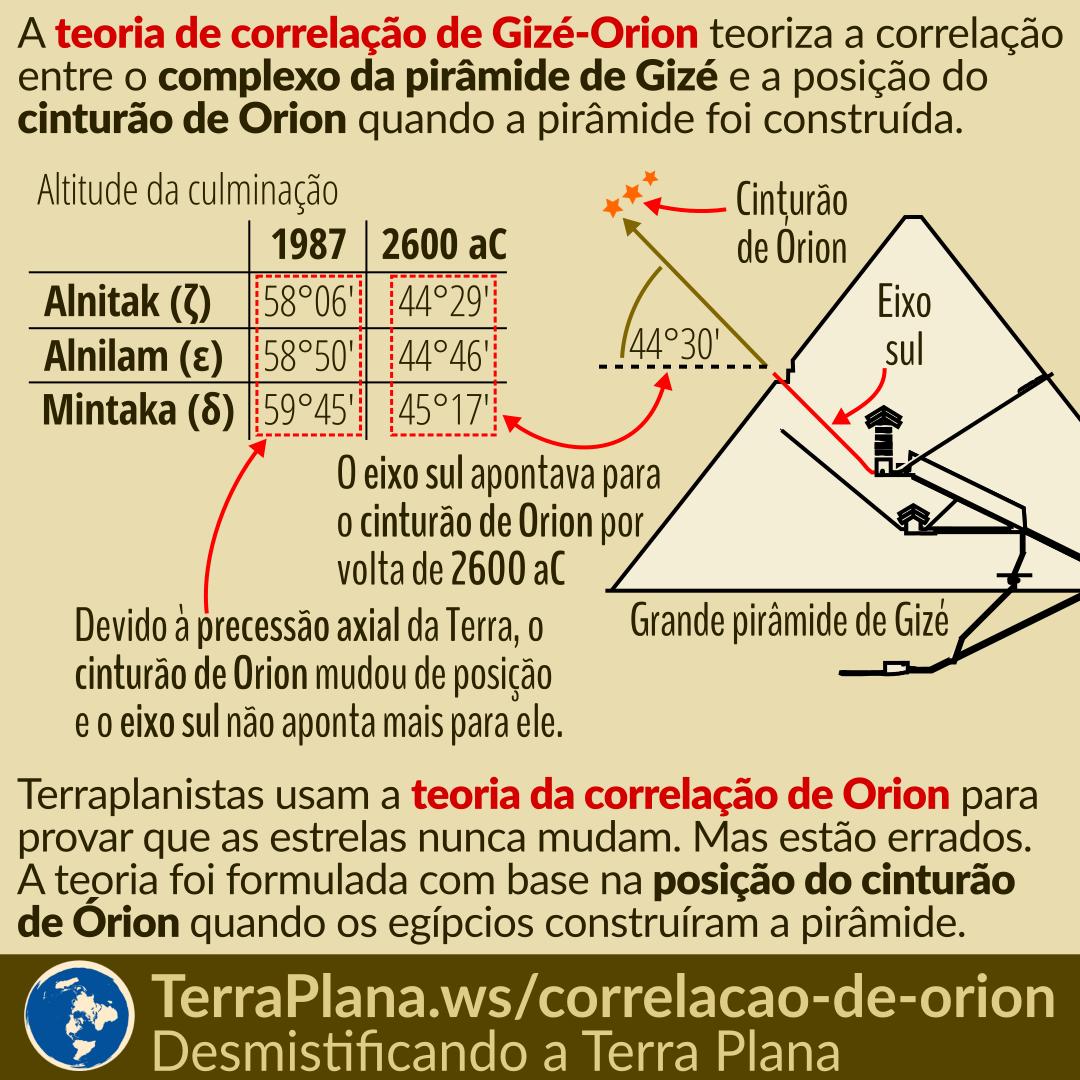 A teoria de correlação de Gizé-Orion teoriza a correlação
entre o complexo da pirâmide de Gizé e a posição do
cinturão de Orion quando a pirâmide foi construída.
Altitude da culminação
1987 2600 aC
Alnitak (ζ) 58°06' 44°29'
Alnilam (ε) 58°50' 44°46'
Mintaka (δ) 59°45' 45°17'
Cinturão
de Órion
44°30'
Eixo
sul
O eixo sul apontava para
o cinturão de Orion por
volta de 2600 aC
Grande pirâmide de Gizé
Devido à precessão axial da Terra, o
cinturão de Orion mudou de posição
e o eixo sul não aponta mais para ele.
Terraplanistas usam a teoria da correlação de Orion para
provar que as estrelas nunca mudam. Mas estão errados.
A teoria foi formulada com base na posição do cinturão
de Órion quando os egípcios construíram a pirâmide.
TerraPlana.ws/correlacao-de-orion
Desmistificando a Terra Plana